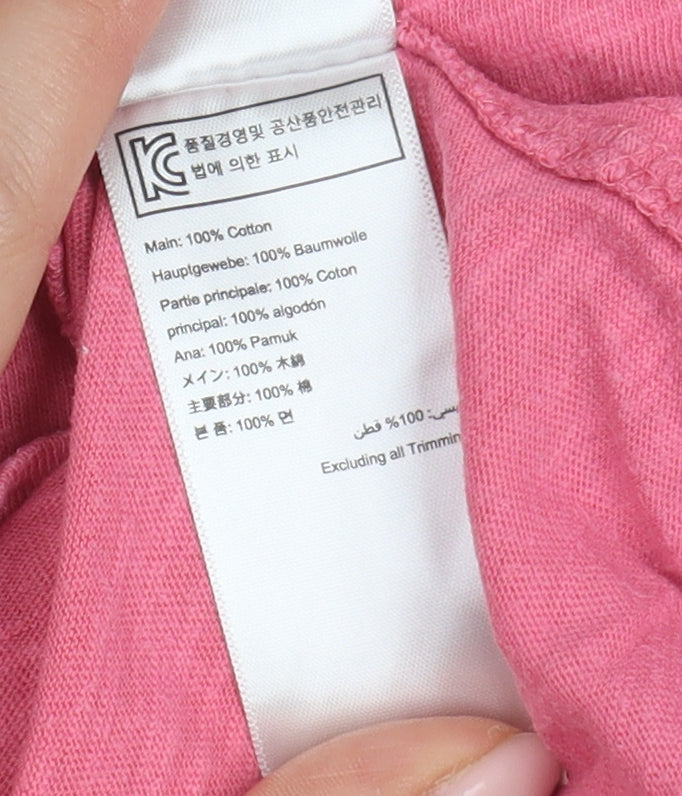 KC 품질경영및 공산품안전관리
법에 의한 표시
Main: 100% Cotton
Hauptgewebe: 100% Baumwolle
Partie principale: 100% Coton
principal: 100% algodón
Ana: 100% Pamuk
メイン: 100% 木綿
主要部分: 100% 棉
본 품: 100% 면
100% قطن
Excluding all